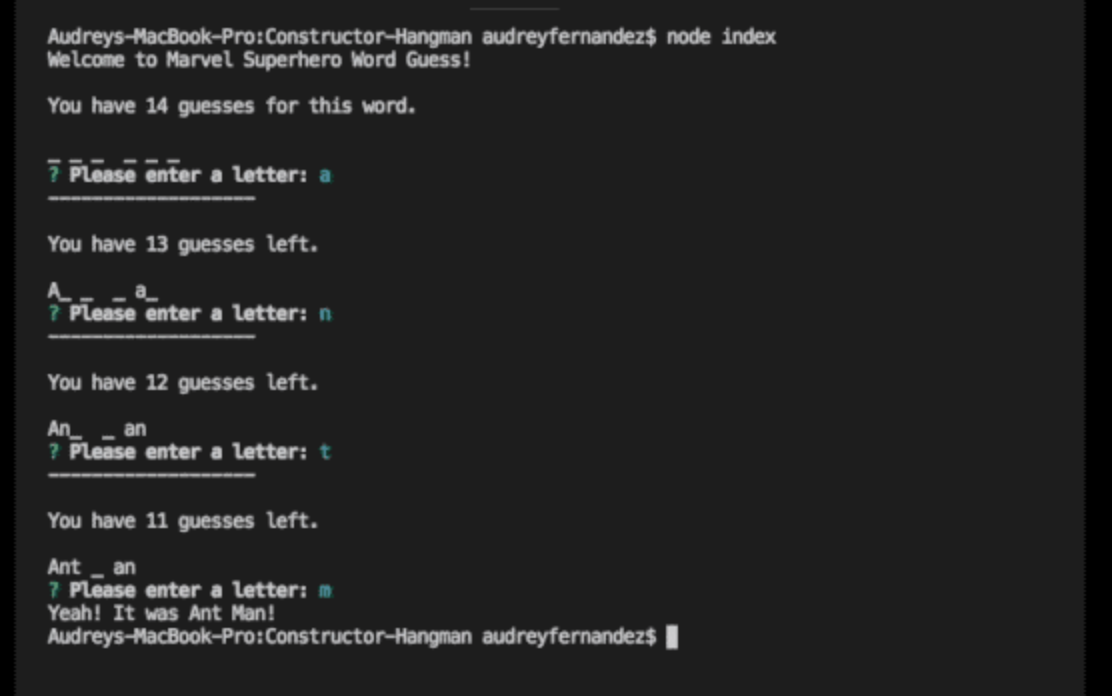 Audreys-MacBook-Pro:Constructor-Hangman audreyfernandez$ node index
Welcome to Marvel Superhero Word Guess!
You have 14 guesses for this word.
_ _ _  _ _ _
? Please enter a letter: a
-------------------
You have 13 guesses left.
A_ _  _ a_
? Please enter a letter: n
-------------------
You have 12 guesses left.
An_  _ an
? Please enter a letter: t
-------------------
You have 11 guesses left.
Ant _ an
? Please enter a letter: m
Yeah! It was Ant Man!
Audreys-MacBook-Pro:Constructor-Hangman audreyfernandez$